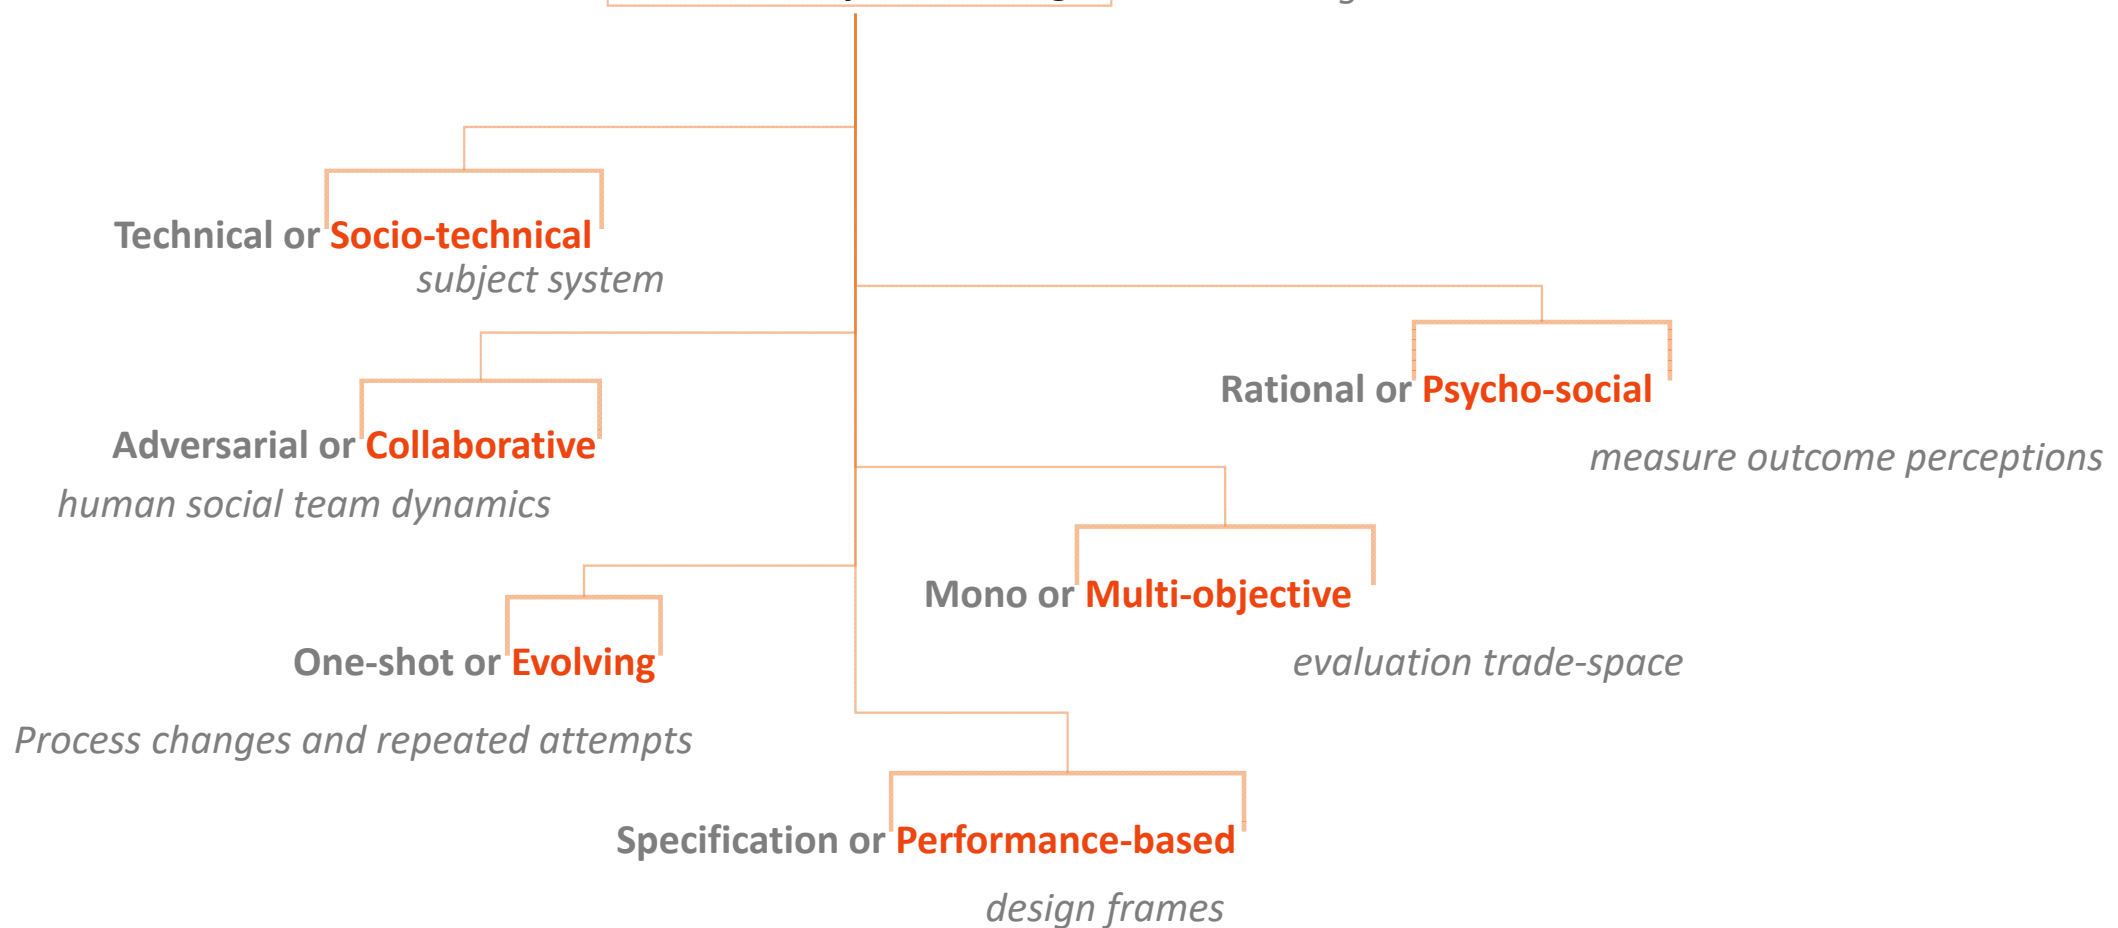 Technical or Socio-technical
subject system
Rational or Psycho-social
measure outcome perceptions
Adversarial or Collaborative
human social team dynamics
Mono or Multi-objective
evaluation trade-space
One-shot or Evolving
Process changes and repeated attempts
Specification or Performance-based
design frames